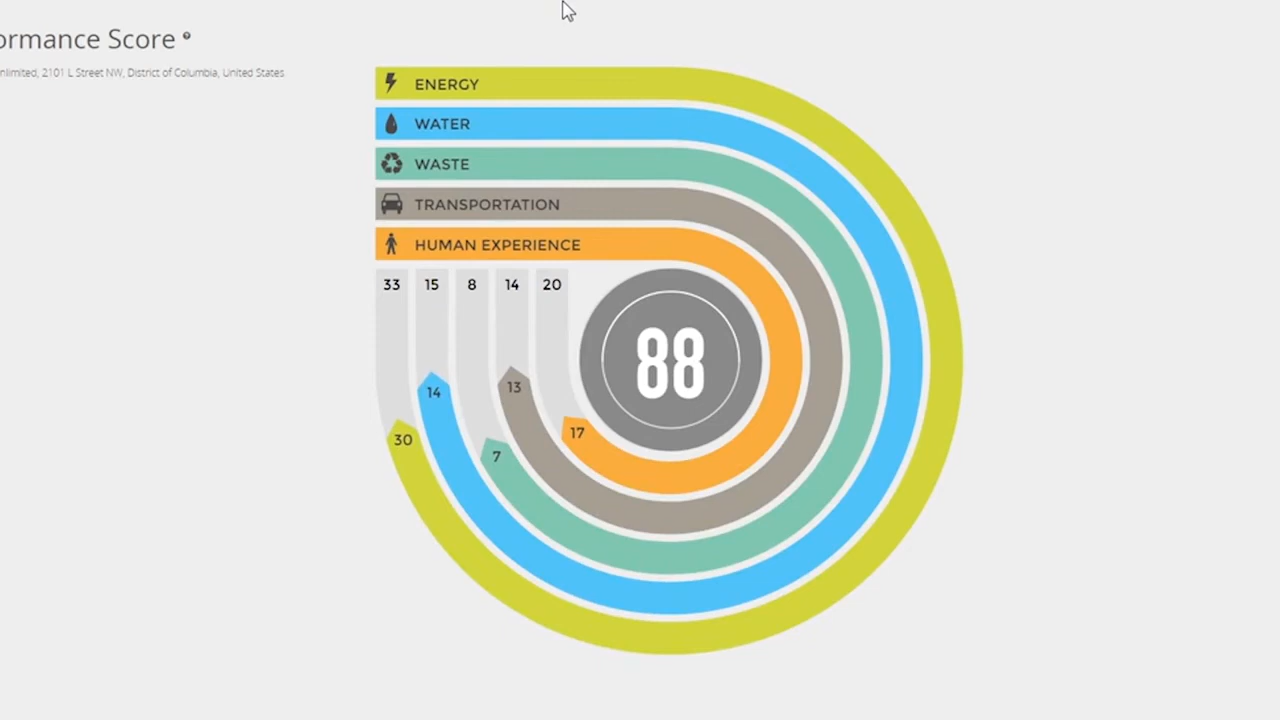 ormance Score
nlimited, 2101 L Street NW, District of Columbia, United States
ENERGY
WATER
WASTE
TRANSPORTATION
HUMAN EXPERIENCE
33 15 8 14 20
88
14
13
30
7
17